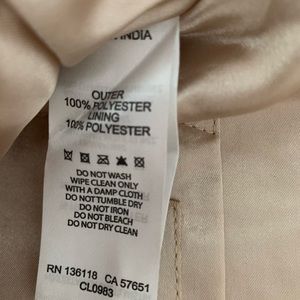 INDIA
OUTER
100% POLYESTER
LINING
100% POLYESTER
DO NOT WASH
WIPE CLEAN ONLY
WITH A DAMP CLOTH
DO NOT TUMBLE DRY
DO NOT IRON
DO NOT BLEACH
DO NOT DRY CLEAN
RN 136118 CA 57651
CL0983